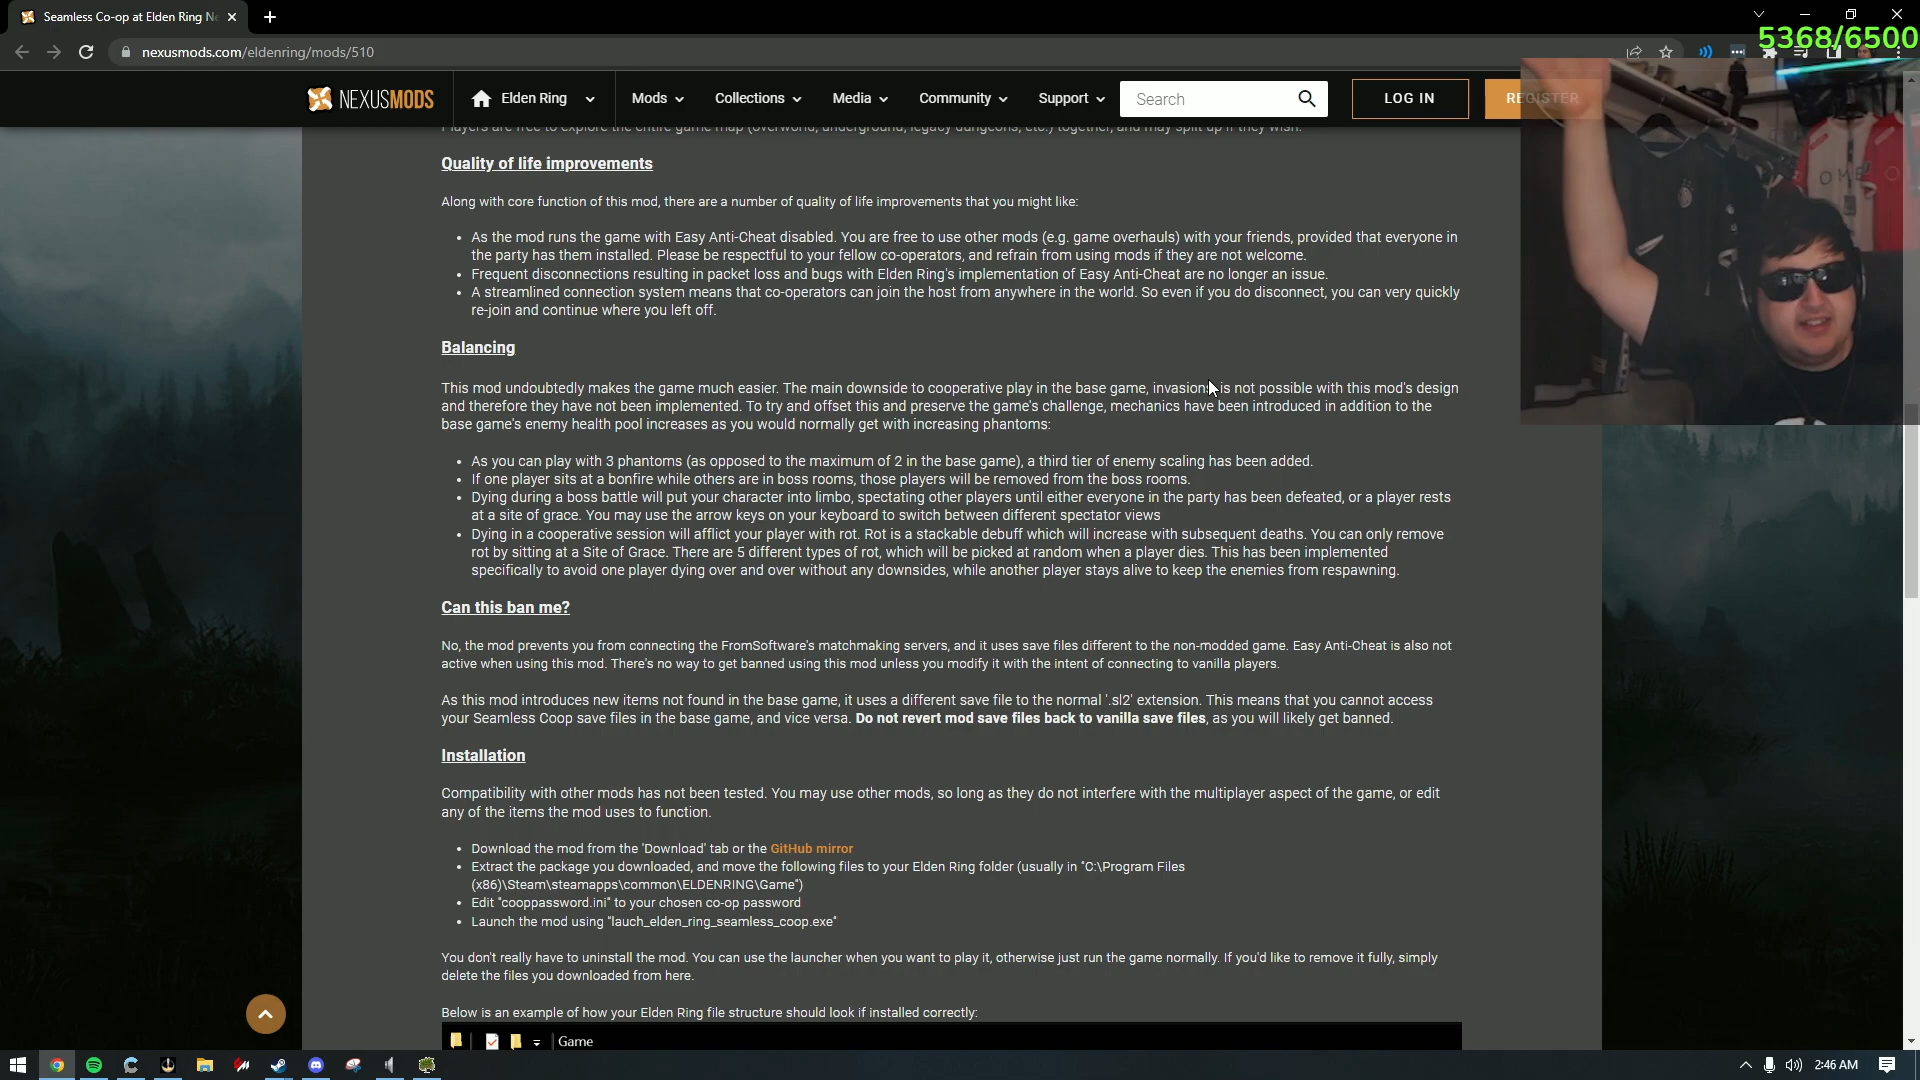 Seamless Co-op at Elden Ring Ne
5368/6500
nexusmods.com/eldenring/mods/510
NEXUSMODS
Elden Ring
Mods
Collections
Media
Community
Support
Search
LOG IN
REGISTER
Players are free to explore the entire game map (overworld, underground, legacy dungeons, etc.) together, and may split up if they wish.
Quality of life improvements
Along with core function of this mod, there are a number of quality of life improvements that you might like:
• As the mod runs the game with Easy Anti-Cheat disabled. You are free to use other mods (e.g. game overhauls) with your friends, provided that everyone in
the party has them installed. Please be respectful to your fellow co-operators, and refrain from using mods if they are not welcome.
• Frequent disconnections resulting in packet loss and bugs with Elden Ring's implementation of Easy Anti-Cheat are no longer an issue.
• A streamlined connection system means that co-operators can join the host from anywhere in the world. So even if you do disconnect, you can very quickly
re-join and continue where you left off.
Balancing
This mod undoubtedly makes the game much easier. The main downside to cooperative play in the base game, invasions is not possible with this mod's design
and therefore they have not been implemented. To try and offset this and preserve the game's challenge, mechanics have been introduced in addition to the
base game's enemy health pool increases as you would normally get with increasing phantoms:
• As you can play with 3 phantoms (as opposed to the maximum of 2 in the base game), a third tier of enemy scaling has been added.
• If one player sits at a bonfire while others are in boss rooms, those players will be removed from the boss rooms.
• Dying during a boss battle will put your character into limbo, spectating other players until either everyone in the party has been defeated, or a player rests
at a site of grace. You may use the arrow keys on your keyboard to switch between different spectator views
• Dying in a cooperative session will afflict your player with rot. Rot is a stackable debuff which will increase with subsequent deaths. You can only remove
rot by sitting at a Site of Grace. There are 5 different types of rot, which will be picked at random when a player dies. This has been implemented
specifically to avoid one player dying over and over without any downsides, while another player stays alive to keep the enemies from respawning.
Can this ban me?
No, the mod prevents you from connecting the FromSoftware's matchmaking servers, and it uses save files different to the non-modded game. Easy Anti-Cheat is also not
active when using this mod. There's no way to get banned using this mod unless you modify it with the intent of connecting to vanilla players.
As this mod introduces new items not found in the base game, it uses a different save file to the normal '.sl2' extension. This means that you cannot access
your Seamless Coop save files in the base game, and vice versa. Do not revert mod save files back to vanilla save files, as you will likely get banned.
Installation
Compatibility with other mods has not been tested. You may use other mods, so long as they do not interfere with the multiplayer aspect of the game, or edit
any of the items the mod uses to function.
• Download the mod from the 'Download' tab or the GitHub mirror
• Extract the package you downloaded, and move the following files to your Elden Ring folder (usually in "C:\Program Files
(x86)\Steam\steamapps\common\ELDENRING\Game")
• Edit "cooppassword.ini" to your chosen co-op password
• Launch the mod using "lauch_elden_ring_seamless_coop.exe"
You don't really have to uninstall the mod. You can use the launcher when you want to play it, otherwise just run the game normally. If you'd like to remove it fully, simply
delete the files you downloaded from here.
Below is an example of how your Elden Ring file structure should look if installed correctly:
Game
2:46 AM